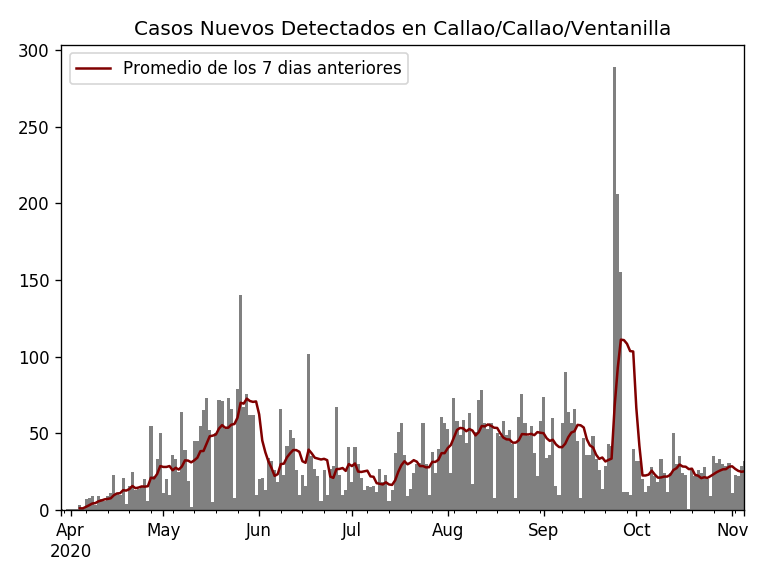 Casos Nuevos Detectados en Callao/Callao/Ventanilla
Promedio de los 7 dias anteriores
300
250
200
150
100
50
0
Apr May Jun Jul Aug Sep Oct Nov
2020